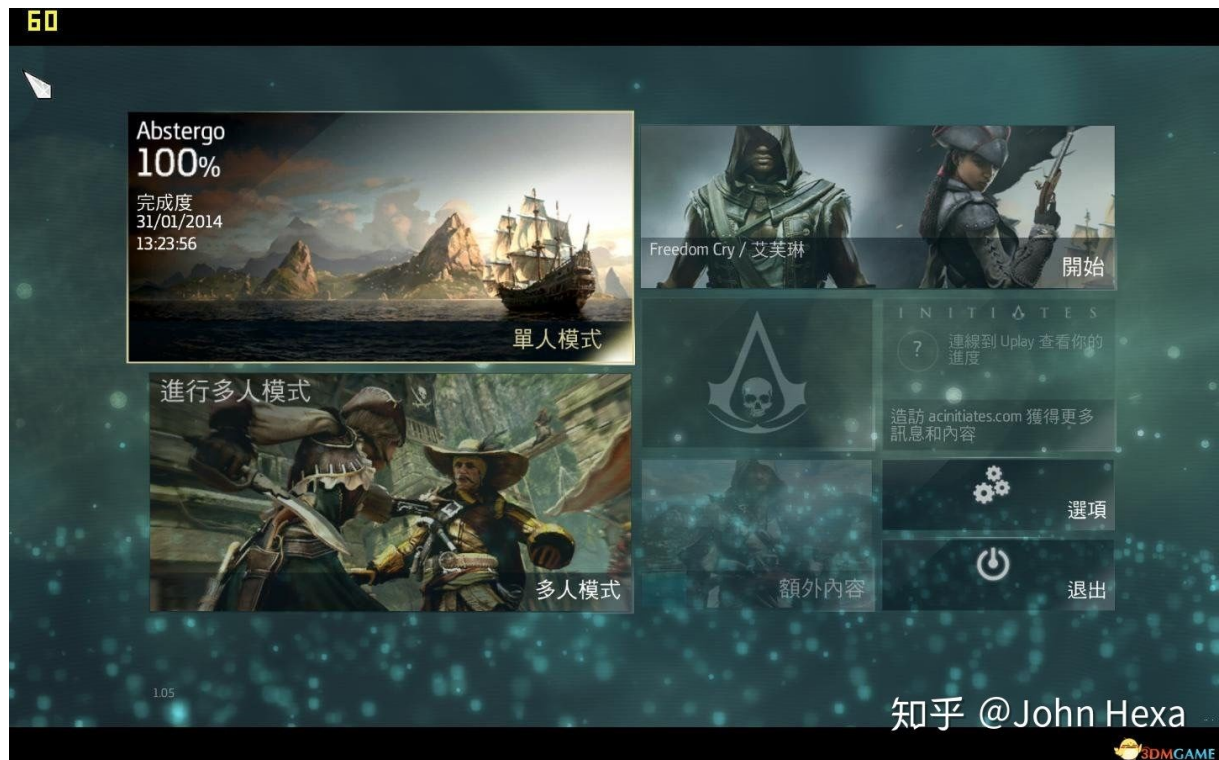 60
Abstergo
100%
完成度
31/01/2014
13:23:56
單人模式
Freedom Cry / 艾芙琳
開始
INITIATES
?
連線到 Uplay 查看你的
進度
造訪 acinitiates.com 獲得更多
訊息和內容
進行多人模式
多人模式
額外內容
選項
退出
1.05
知乎 @John Hexa
3DMGAME